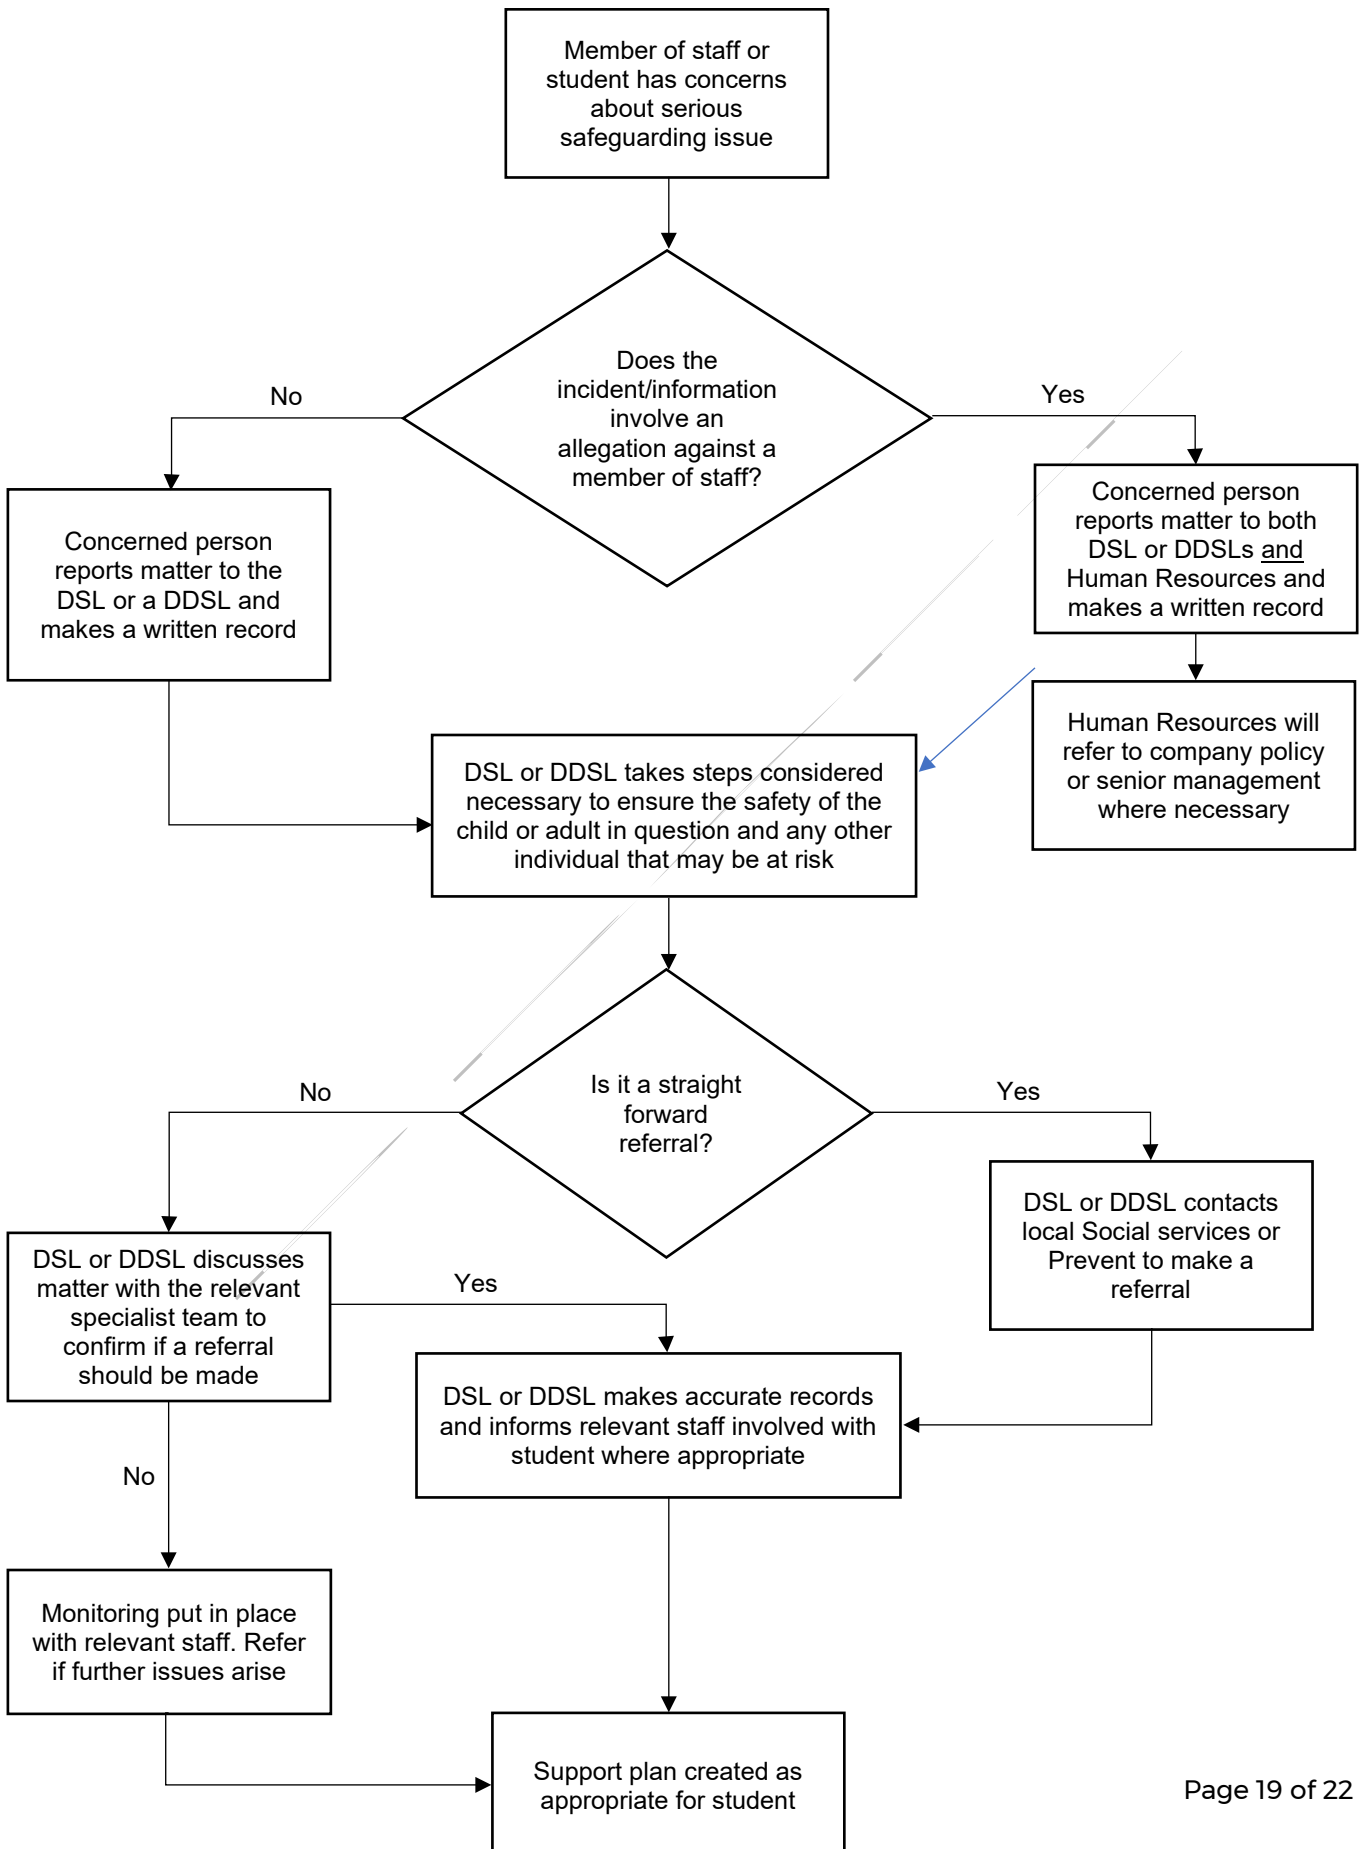 Member of staff or
student has concerns
about serious
safeguarding issue
Does the
incident/information
involve an
allegation against a
member of staff?
No
Yes
Concerned person
reports matter to the
DSL or a DDSL and
makes a written record
Concerned person
reports matter to both
DSL or DDSLs and
Human Resources and
makes a written record
Human Resources will
refer to company policy
or senior management
where necessary
DSL or DDSL takes steps considered
necessary to ensure the safety of the
child or adult in question and any other
individual that may be at risk
Is it a straight
forward
referral?
No
Yes
DSL or DDSL discusses
matter with the relevant
specialist team to
confirm if a referral
should be made
Yes
DSL or DDSL contacts
local Social services or
Prevent to make a
referral
DSL or DDSL makes accurate records
and informs relevant staff involved with
student where appropriate
No
Monitoring put in place
with relevant staff. Refer
if further issues arise
Support plan created as
appropriate for student
Page 19 of 22